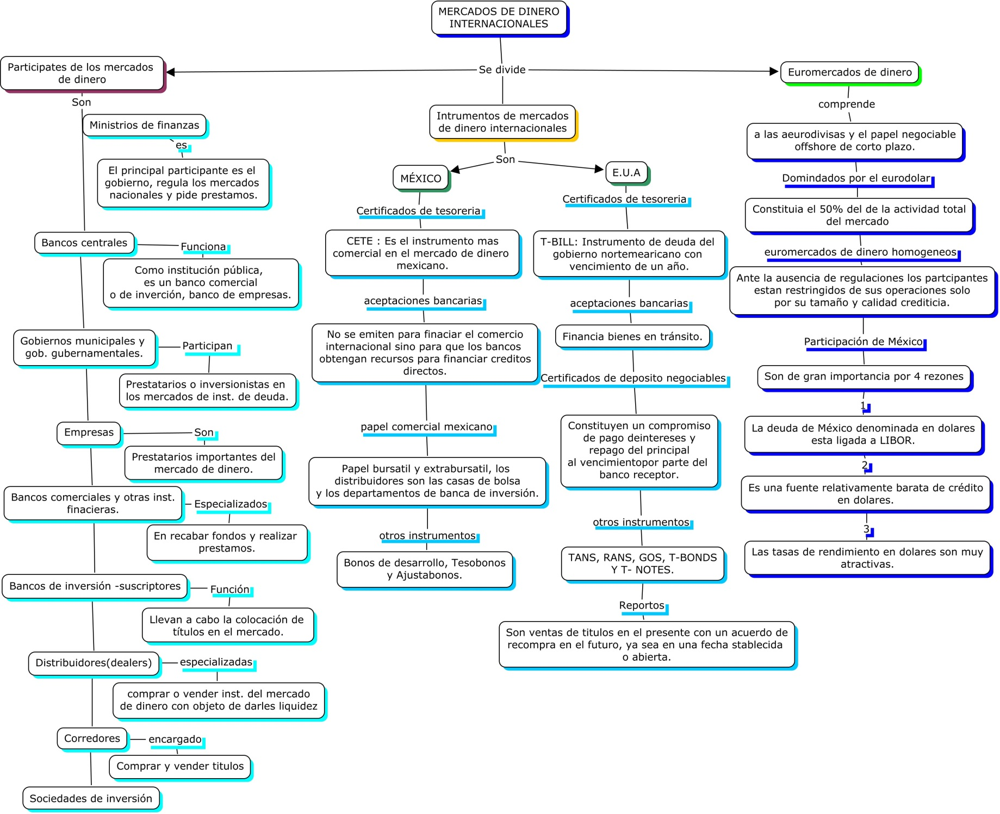 MERCADOS DE DINERO
INTERNACIONALES
Se divide
Participates de los mercados
de dinero
Son
Ministrios de finanzas
es
El principal participante es el
gobierno, regula los mercados
nacionales y pide prestamos.
Bancos centrales
Funciona
Como institución pública,
es un banco comercial
o de inverción, banco de empresas.
Gobiernos municipales y
gob. gubernamentales.
Participan
Prestatarios o inversionistas en
los mercados de inst. de deuda.
Empresas
Son
Prestatarios importantes del
mercado de dinero.
Bancos comerciales y otras inst.
finacieras.
Especializados
En recabar fondos y realizar
prestamos.
Bancos de inversión -suscriptores
Función
Llevan a cabo la colocación de
títulos en el mercado.
Distribuidores(dealers)
especializadas
comprar o vender inst. del mercado
de dinero con objeto de darles liquidez
Corredores
encargado
Comprar y vender titulos
Sociedades de inversión
Intrumentos de mercados
de dinero internacionales
Son
MÉXICO
Certificados de tesoreria
CETE : Es el instrumento mas
comercial en el mercado de dinero
mexicano.
aceptaciones bancarias
No se emiten para finaciar el comercio
internacional sino para que los bancos
obtengan recursos para financiar creditos
directos.
papel comercial mexicano
Papel bursatil y extrabursatil, los
distribuidores son las casas de bolsa
y los departamentos de banca de inversión.
otros instrumentos
Bonos de desarrollo, Tesobonos
y Ajustabonos.
E.U.A
Certificados de tesoreria
T-BILL: Instrumento de deuda del
gobierno nortemearicano con
vencimiento de un año.
aceptaciones bancarias
Financia bienes en tránsito.
Certificados de deposito negociables
Constituyen un compromiso
de pago deintereses y
repago del principal
al vencimientopor parte del
banco receptor.
otros instrumentos
TANS, RANS, GOS, T-BONDS
Y T- NOTES.
Reportos
Son ventas de titulos en el presente con un acuerdo de
recompra en el futuro, ya sea en una fecha stablecida
o abierta.
Euromercados de dinero
comprende
a las aeurodivisas y el papel negociable
offshore de corto plazo.
Domindados por el eurodolar
Constituia el 50% del de la actividad total
del mercado
euromercados de dinero homogeneos
Ante la ausencia de regulaciones los partcipantes
estan restringidos de sus operaciones solo
por su tamaño y calidad crediticia.
Participación de México
Son de gran importancia por 4 rezones
1
La deuda de México denominada en dolares
esta ligada a LIBOR.
2
Es una fuente relativamente barata de crédito
en dolares.
3
Las tasas de rendimiento en dolares son muy
atractivas.